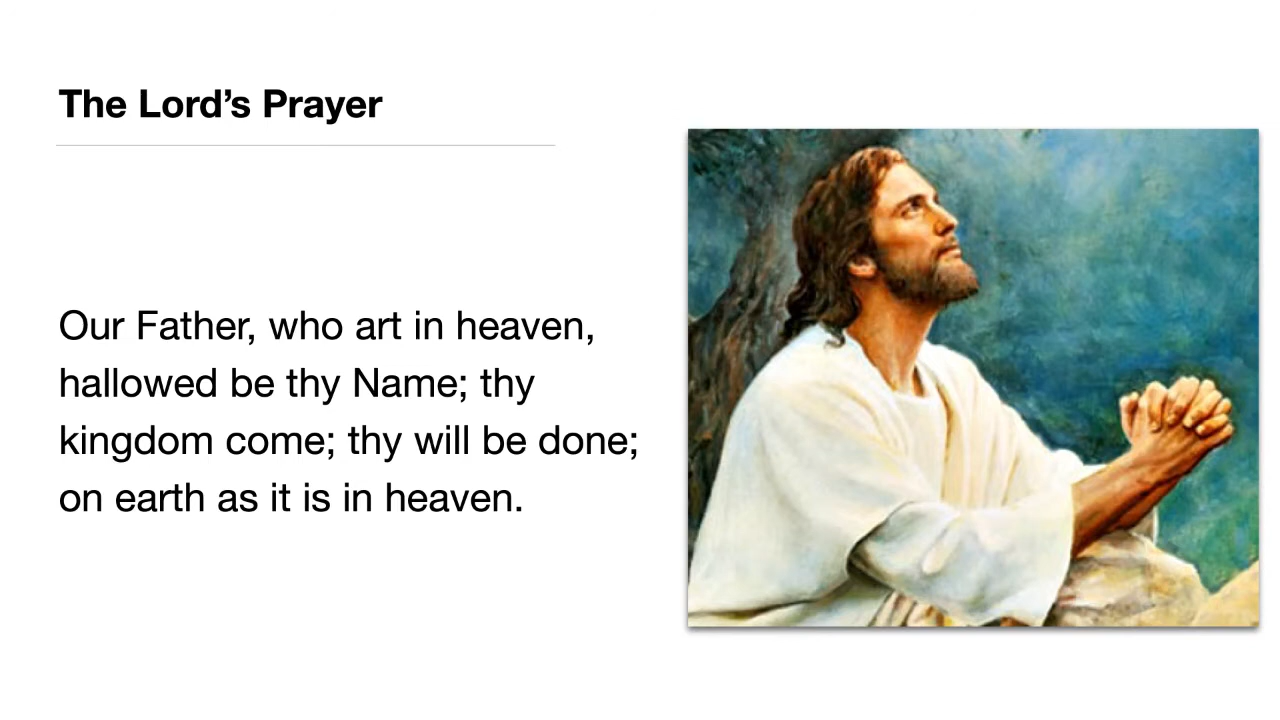 The Lord’s Prayer
Our Father, who art in heaven,
hallowed be thy Name; thy
kingdom come; thy will be done;
on earth as it is in heaven.